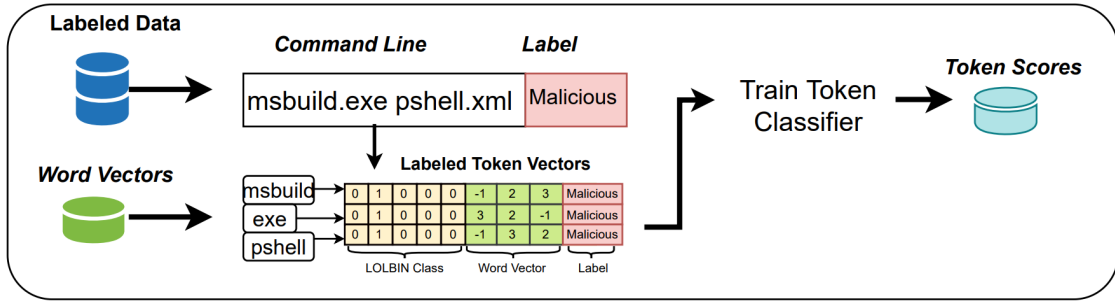 Labeled Data
Command Line
Label
msbuild.exe pshell.xml
Malicious
Train Token
Classifier
Token Scores
Word Vectors
Labeled Token Vectors
msbuild
0 1 0 0 0 -1 2 3 Malicious
exe
0 1 0 0 0 3 2 -1 Malicious
pshell
0 1 0 0 0 -1 3 2 Malicious
LOLBIN Class
Word Vector
Label